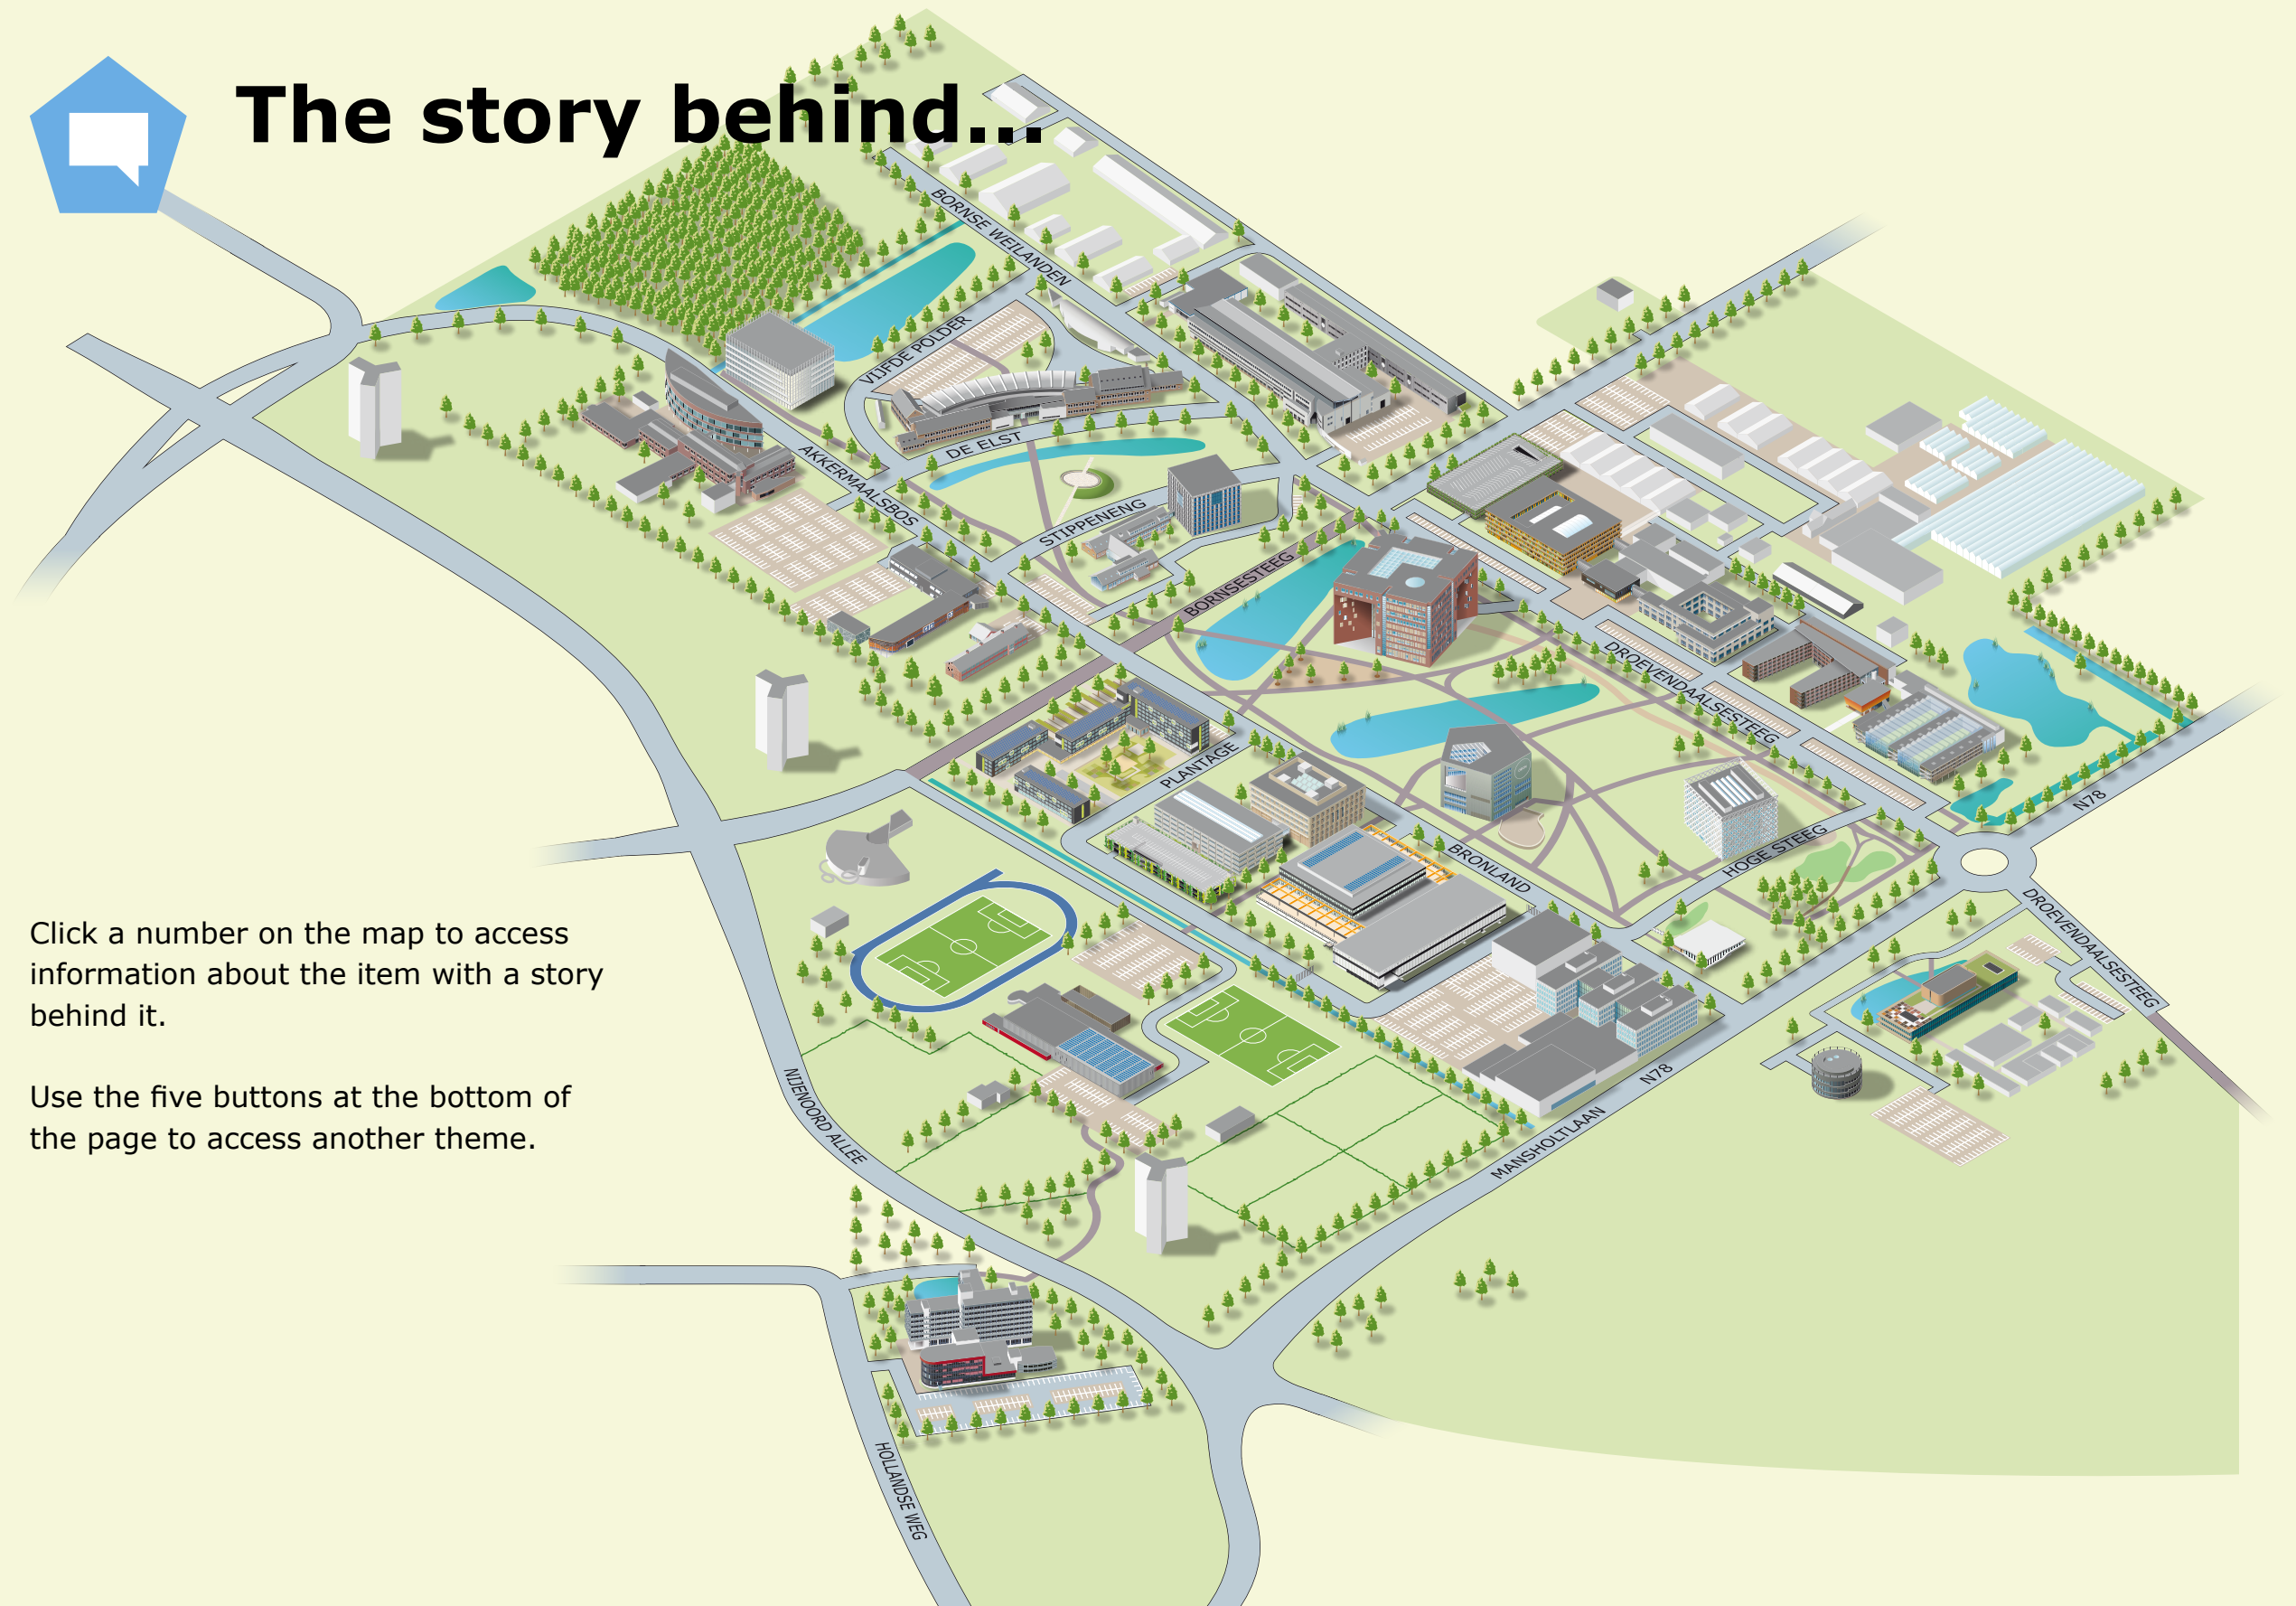 The story behind...
BORNSE WEILANDEN
VIJFDE POLDER
DE ELST
AKKERMAALSBOS
STIPPENENG
BORNSESTEEG
DROEVENDAALSESTEEG
PLANTAGE
N78
BRONLAND
HOGE STEEG
DROEVENDAALSESTEEG
Click a number on the map to access
information about the item with a story
behind it.
Use the five buttons at the bottom of
the page to access another theme.
NIJENOORD ALLEE
N78
MANSHOLTLAAN
HOLLANDSE WEG